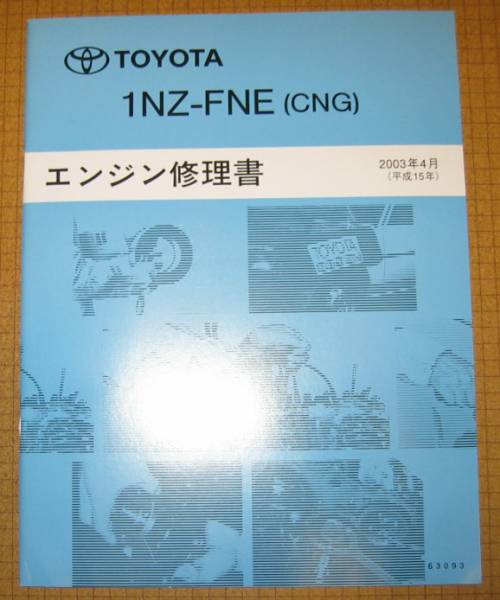 TOYOTA
1NZ-FNE (CNG)
エンジン修理書
2003年4月
（平成15年）
TOYOTA
63093